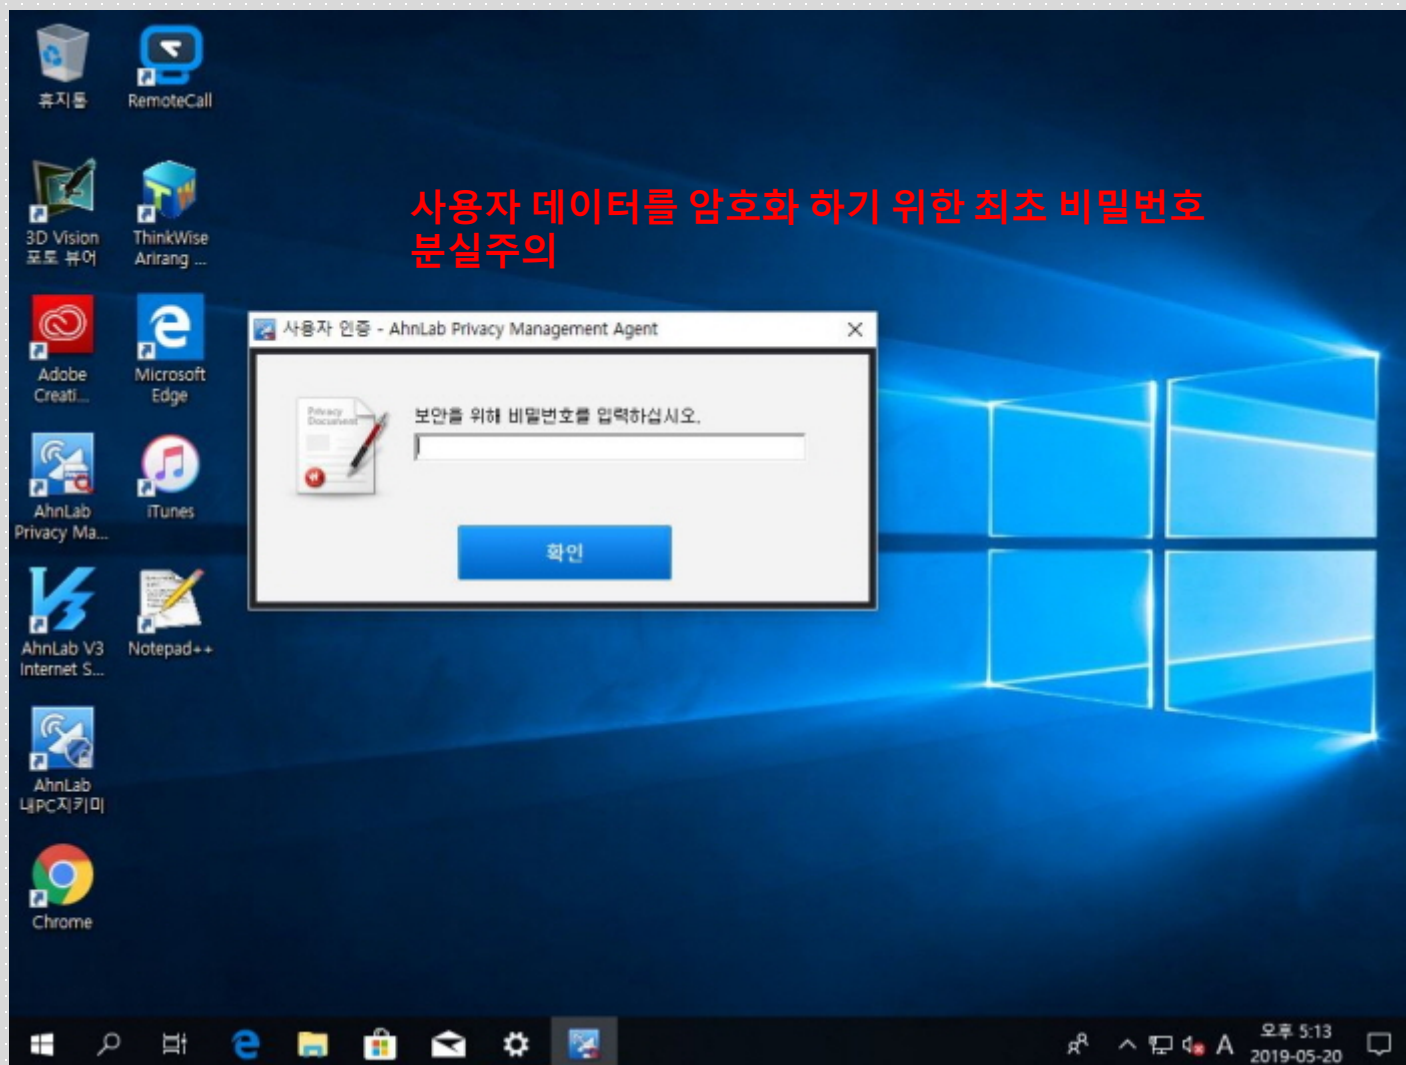 휴지통
RemoteCall
3D Vision
포토 뷰어
ThinkWise
Arirang ...
사용자 데이터를 암호화 하기 위한 최초 비밀번호
분실주의
Adobe
Creati...
Microsoft
Edge
사용자 인증 - AhnLab Privacy Management Agent
Privacy
Document
보안을 위해 비밀번호를 입력하십시오.
확인
AhnLab
Privacy Ma...
iTunes
AhnLab V3
Internet S...
Notepad++
AhnLab
내PC지키미
Chrome
A
오후 5:13
2019-05-20